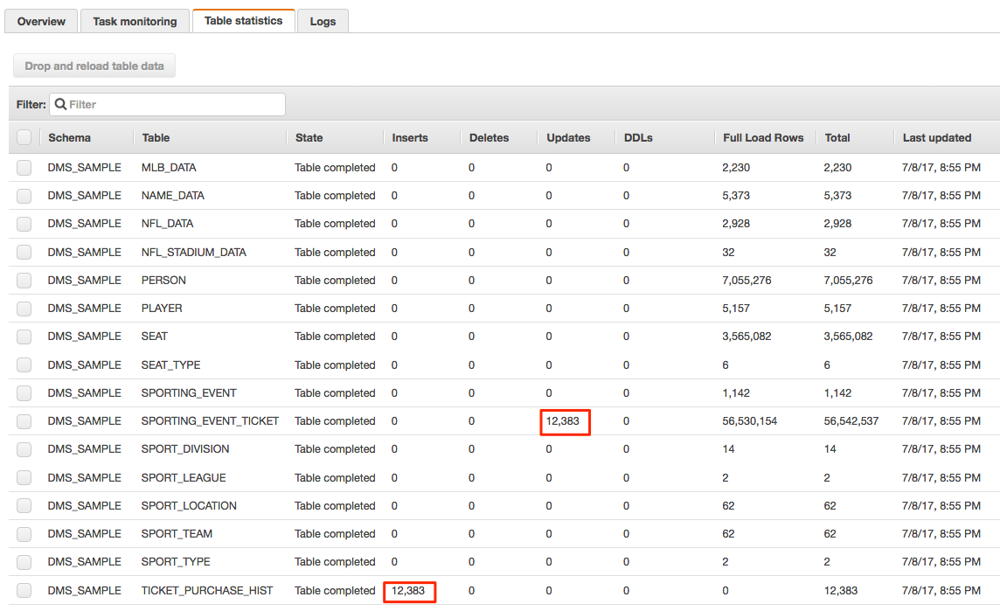 Overview Task monitoring Table statistics Logs
Drop and reload table data
Filter: Filter
Schema Table State Inserts Deletes Updates DDLs Full Load Rows Total Last updated
DMS_SAMPLE MLB_DATA Table completed 0 0 0 0 2,230 2,230 7/8/17, 8:55 PM
DMS_SAMPLE NAME_DATA Table completed 0 0 0 0 5,373 5,373 7/8/17, 8:55 PM
DMS_SAMPLE NFL_DATA Table completed 0 0 0 0 2,928 2,928 7/8/17, 8:55 PM
DMS_SAMPLE NFL_STADIUM_DATA Table completed 0 0 0 0 32 32 7/8/17, 8:55 PM
DMS_SAMPLE PERSON Table completed 0 0 0 0 7,055,276 7,055,276 7/8/17, 8:55 PM
DMS_SAMPLE PLAYER Table completed 0 0 0 0 5,157 5,157 7/8/17, 8:55 PM
DMS_SAMPLE SEAT Table completed 0 0 0 0 3,565,082 3,565,082 7/8/17, 8:55 PM
DMS_SAMPLE SEAT_TYPE Table completed 0 0 0 0 6 6 7/8/17, 8:55 PM
DMS_SAMPLE SPORTING_EVENT Table completed 0 0 0 0 1,142 1,142 7/8/17, 8:55 PM
DMS_SAMPLE SPORTING_EVENT_TICKET Table completed 0 0 12,383 0 56,530,154 56,542,537 7/8/17, 8:55 PM
DMS_SAMPLE SPORT_DIVISION Table completed 0 0 0 0 14 14 7/8/17, 8:55 PM
DMS_SAMPLE SPORT_LEAGUE Table completed 0 0 0 0 2 2 7/8/17, 8:55 PM
DMS_SAMPLE SPORT_LOCATION Table completed 0 0 0 0 62 62 7/8/17, 8:55 PM
DMS_SAMPLE SPORT_TEAM Table completed 0 0 0 0 62 62 7/8/17, 8:55 PM
DMS_SAMPLE SPORT_TYPE Table completed 0 0 0 0 2 2 7/8/17, 8:55 PM
DMS_SAMPLE TICKET_PURCHASE_HIST Table completed 12,383 0 0 0 0 12,383 7/8/17, 8:55 PM